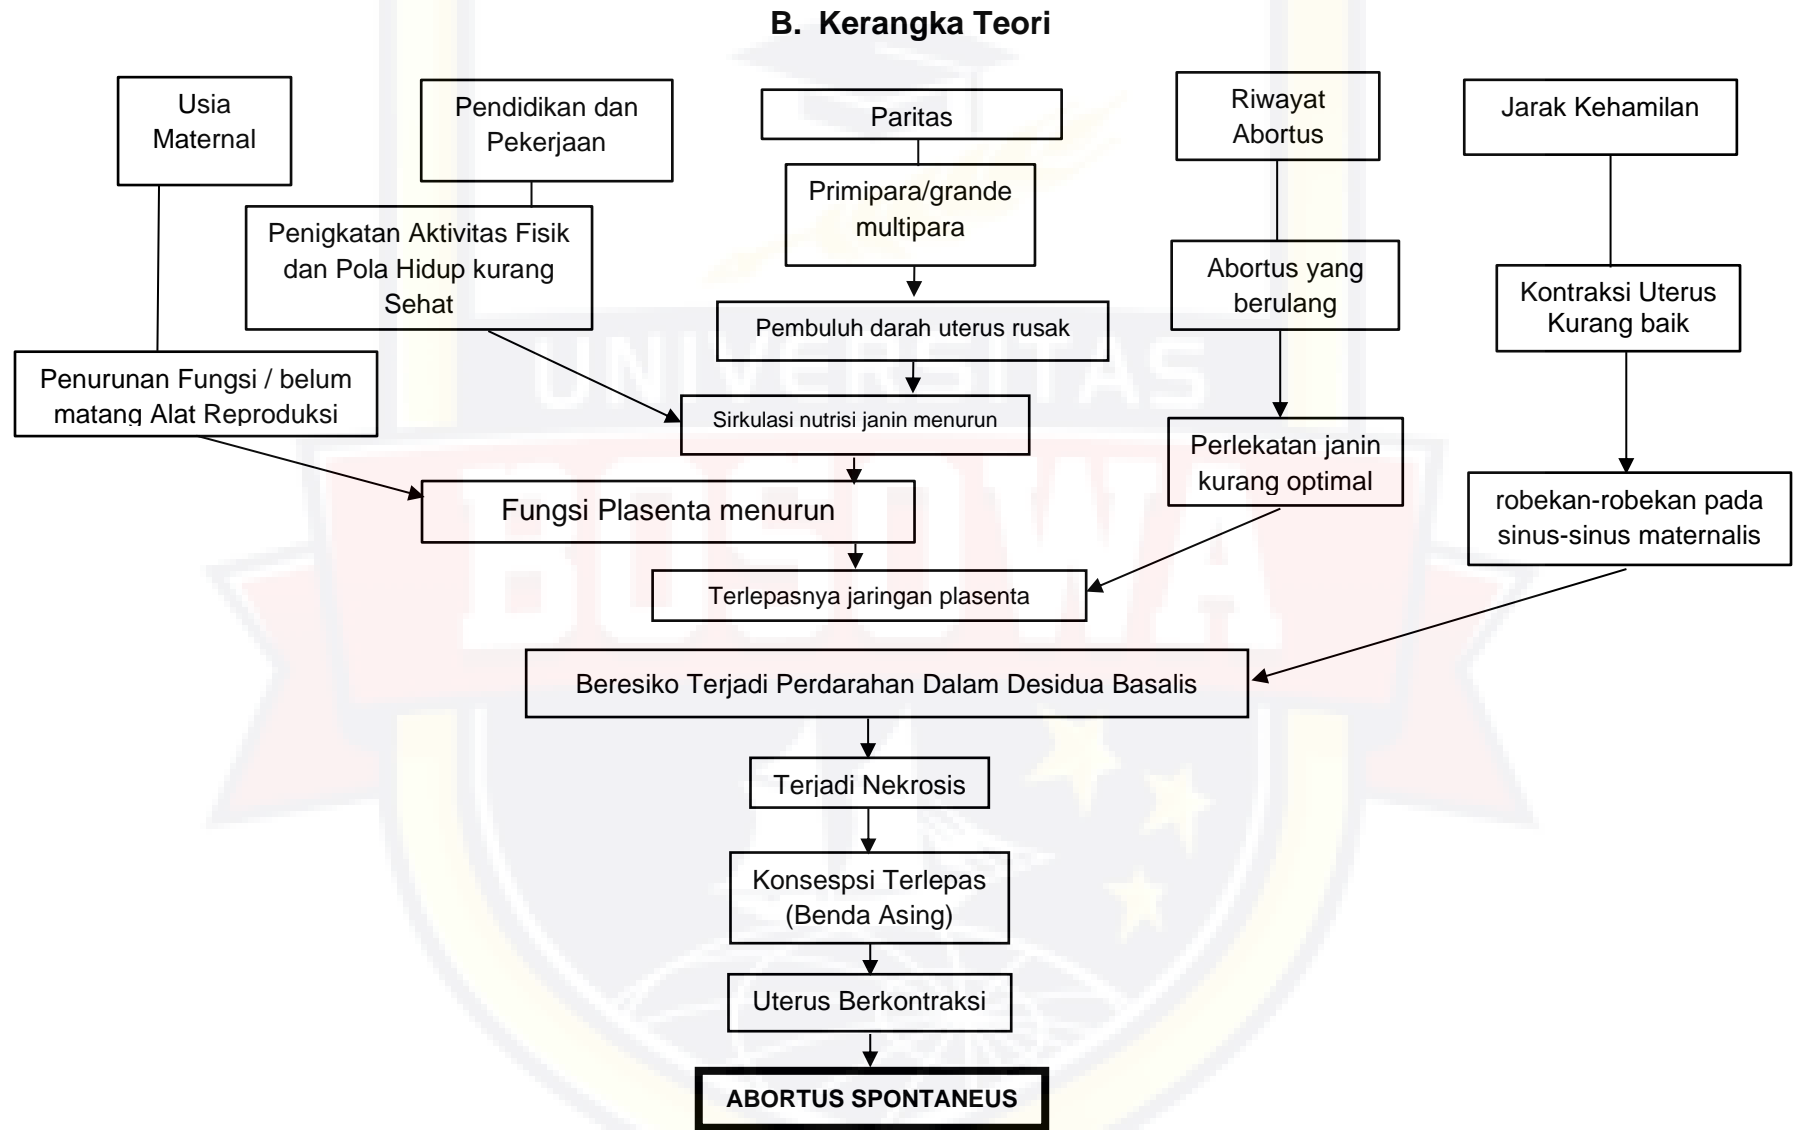 B. Kerangka Teori
Usia
Maternal
Pendidikan dan
Pekerjaan
Paritas
Riwayat
Abortus
Jarak Kehamilan
Primipara/grande
multipara
Penigkatan Aktivitas Fisik
dan Pola Hidup kurang
Sehat
Abortus yang
berulang
Kontraksi Uterus
Kurang baik
Pembuluh darah uterus rusak
Penurunan Fungsi / belum
matang Alat Reproduksi
Sirkulasi nutrisi janin menurun
Perlekatan janin
kurang optimal
Fungsi Plasenta menurun
robekan-robekan pada
sinus-sinus maternalis
Terlepasnya jaringan plasenta
Beresiko Terjadi Perdarahan Dalam Desidua Basalis
Terjadi Nekrosis
Konsespsi Terlepas
(Benda Asing)
Uterus Berkontraksi
ABORTUS SPONTANEUS
UNIVERSITAS
BOSOWA